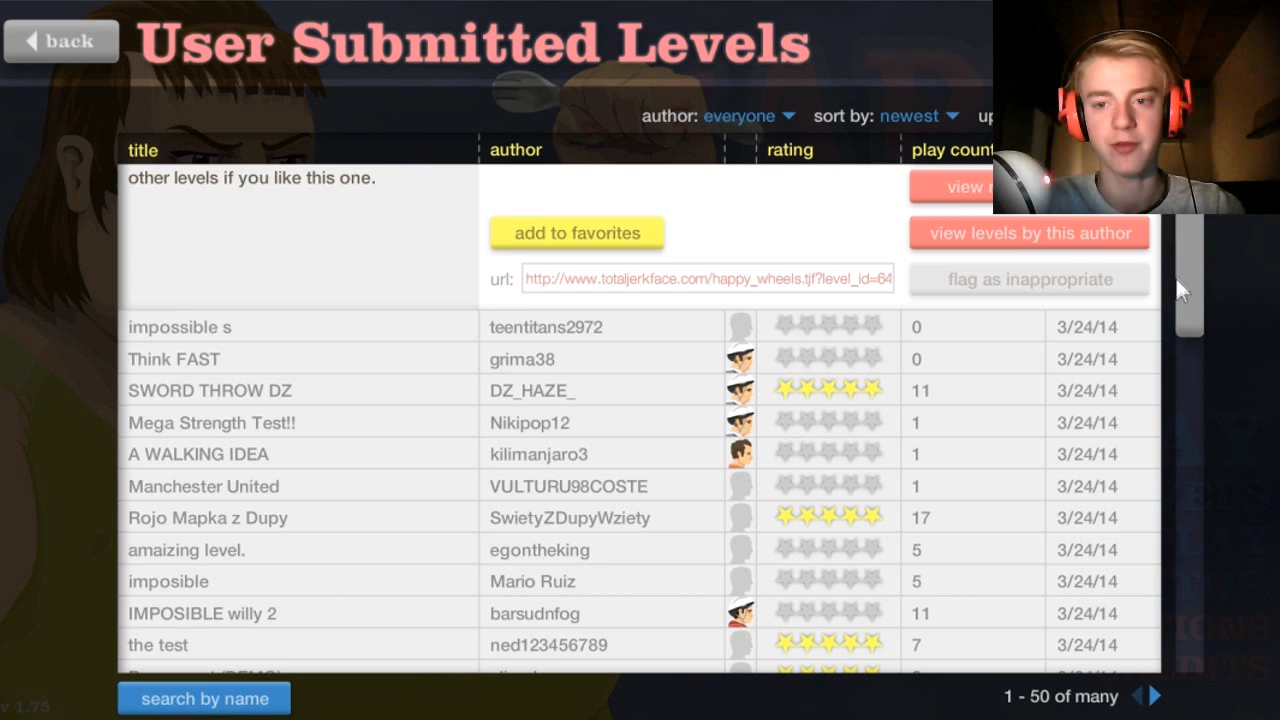 back
User Submitted Levels
author: everyone sort by: newest up
title author rating play count
other levels if you like this one.
view
add to favorites view levels by this author
url: http://www.totaljerkface.com/happy_wheels.tjf?level_id=64 flag as inappropriate
impossible s teentitans2972 0 3/24/14
Think FAST grima38 0 3/24/14
SWORD THROW DZ DZ_HAZE_ 11 3/24/14
Mega Strength Test!! Nikipop12 1 3/24/14
A WALKING IDEA kilimanjaro3 1 3/24/14
Manchester United VULTURU98COSTE 1 3/24/14
Rojo Mapka z Dupy SwietyZDupyWziety 17 3/24/14
amaizing level. egontheking 5 3/24/14
imposible Mario Ruiz 5 3/24/14
IMPOSIBLE willy 2 barsudnfog 11 3/24/14
the test ned123456789 7 3/24/14
search by name 1 - 50 of many
v 1.75